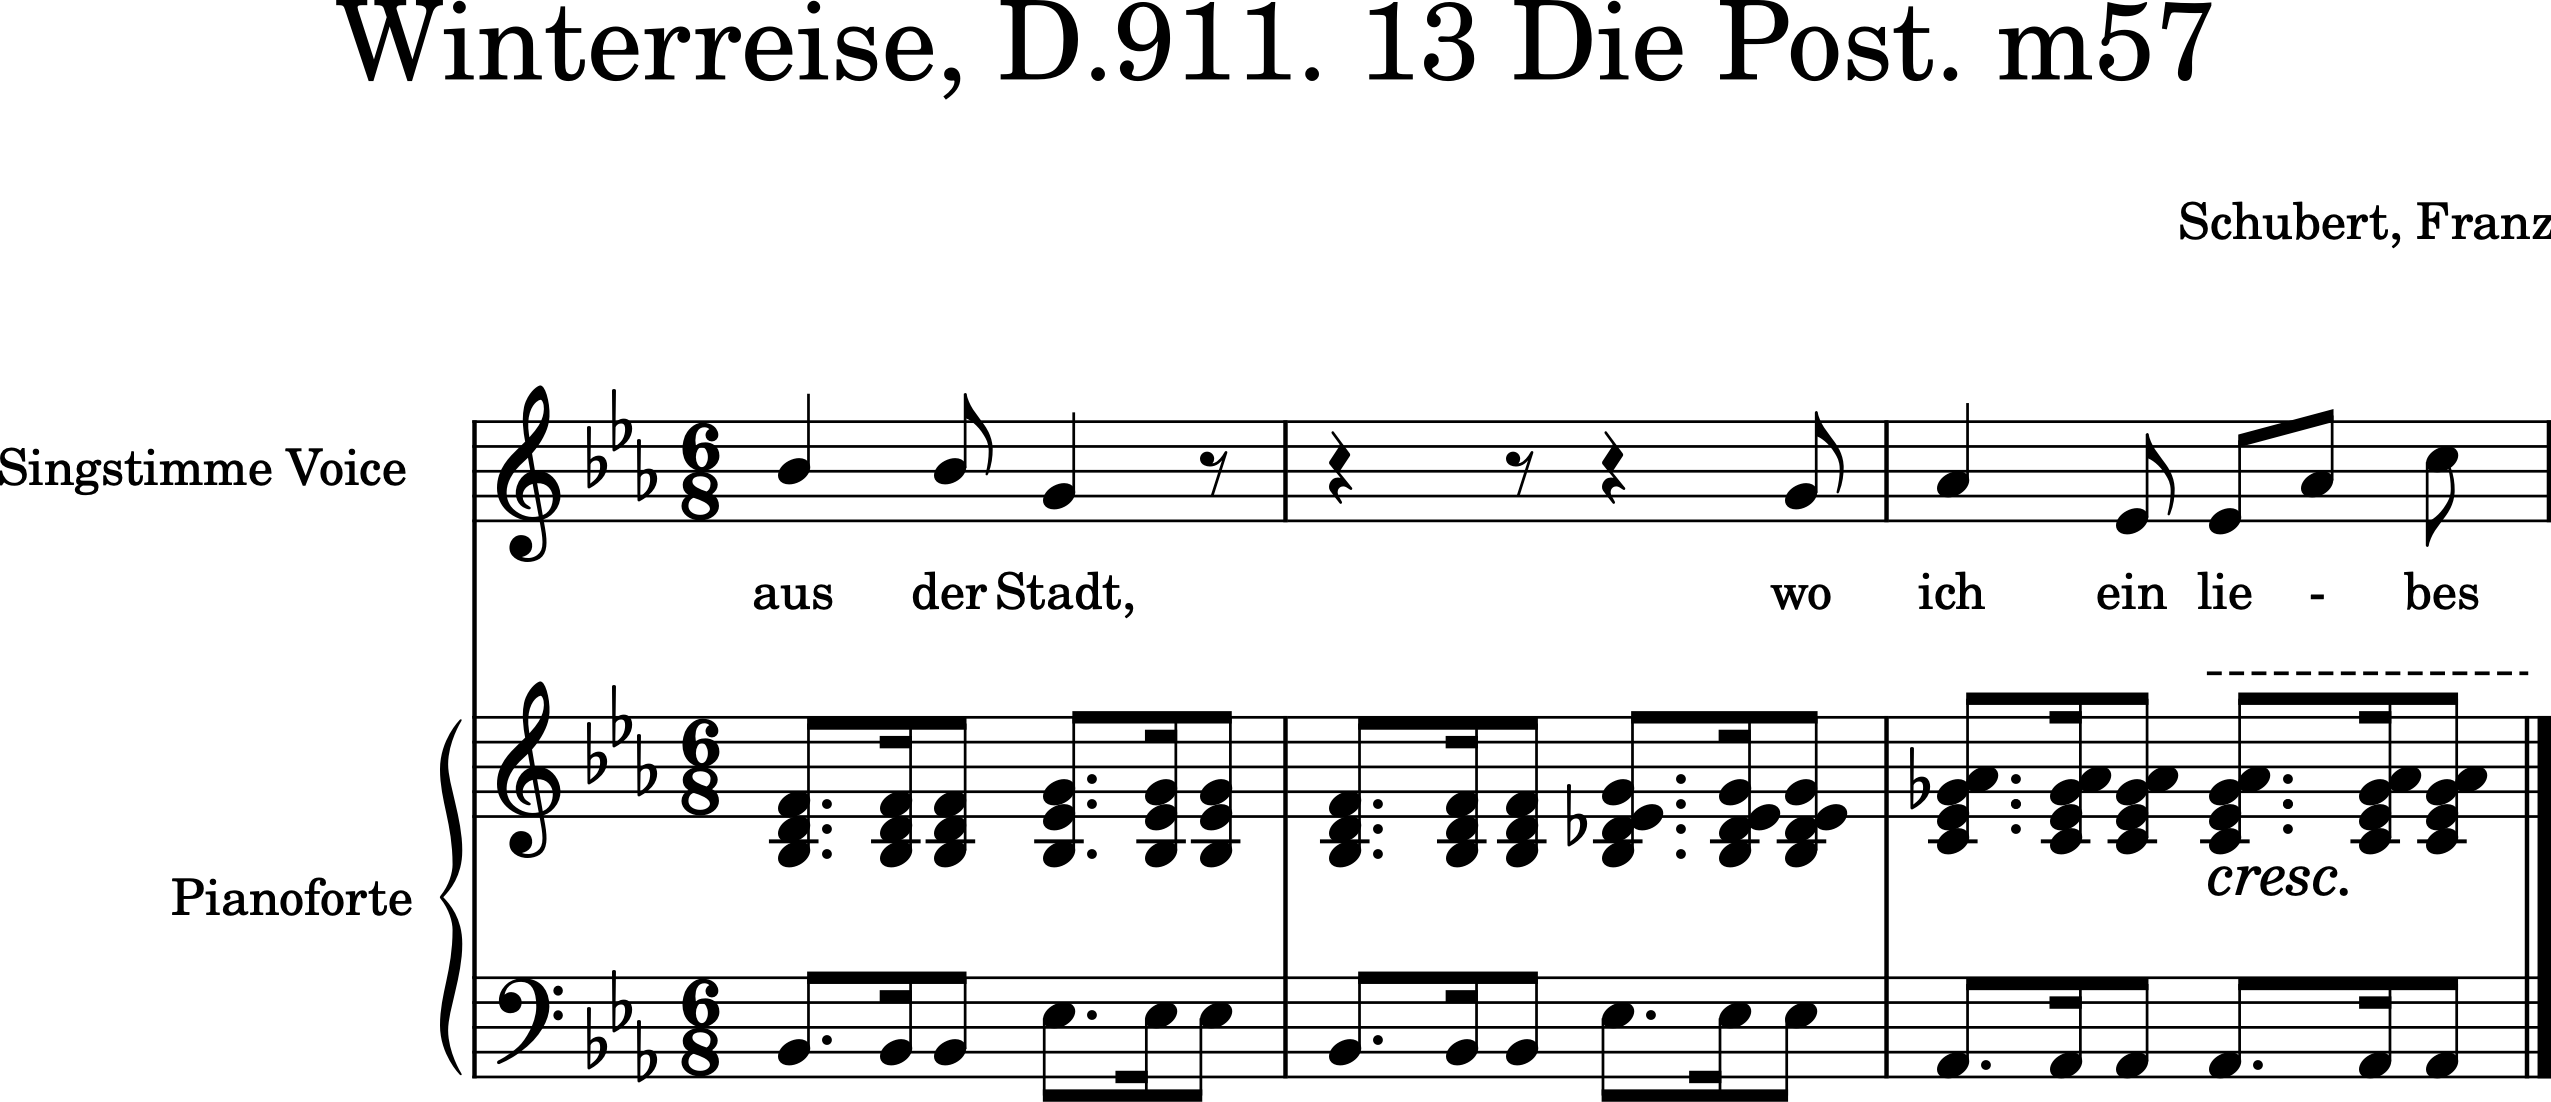 Winterreise, D.911. 13 Die Post. m57
Schubert, Franz
Singstimme Voice
aus der Stadt, wo ich ein lie - bes
Pianoforte
cresc.